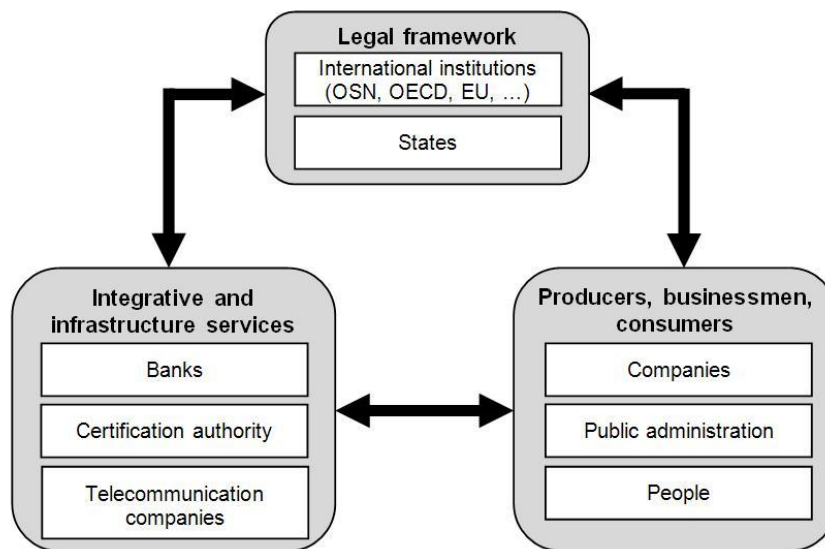 Legal framework
International institutions
(OSN, OECD, EU, …)
States
Integrative and
infrastructure services
Banks
Certification authority
Telecommunication
companies
Producers, businessmen,
consumers
Companies
Public administration
People